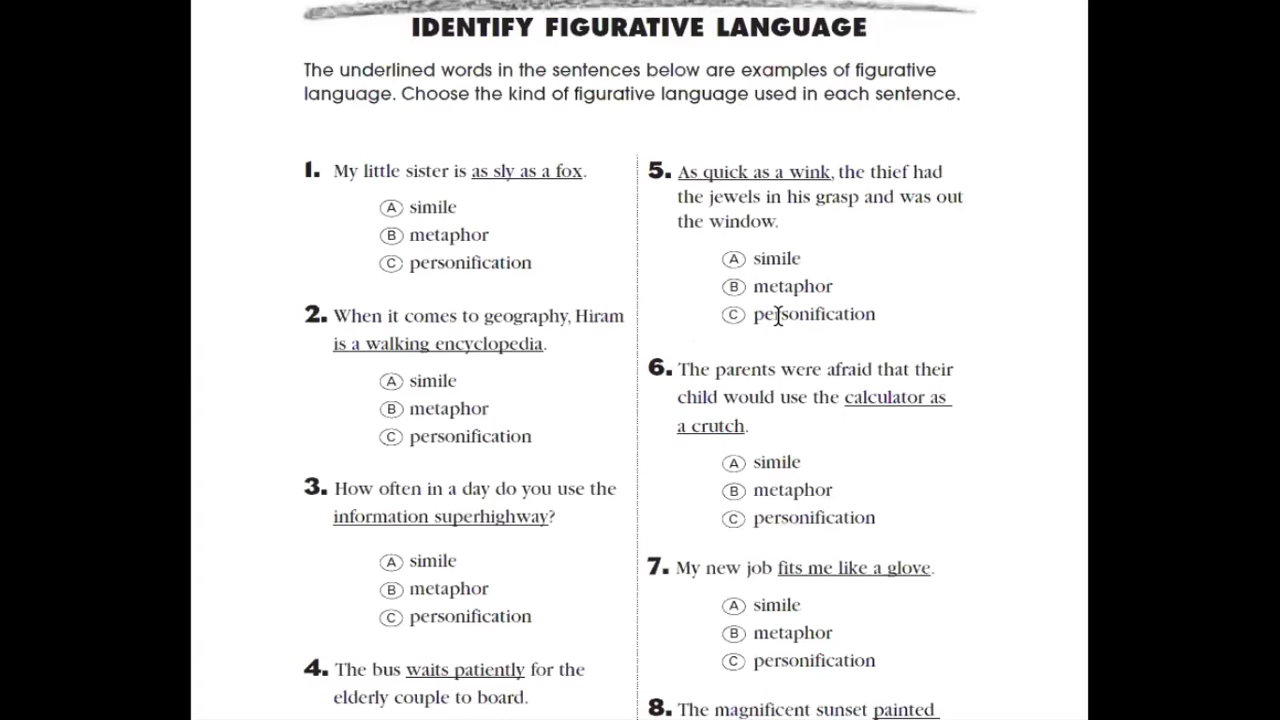 IDENTIFY FIGURATIVE LANGUAGE
The underlined words in the sentences below are examples of figurative
language. Choose the kind of figurative language used in each sentence.
1. My little sister is as sly as a fox.
A simile
B metaphor
C personification
2. When it comes to geography, Hiram
is a walking encyclopedia.
A simile
B metaphor
C personification
3. How often in a day do you use the
information superhighway?
A simile
B metaphor
C personification
4. The bus waits patiently for the
elderly couple to board.
5. As quick as a wink, the thief had
the jewels in his grasp and was out
the window.
A simile
B metaphor
C personification
6. The parents were afraid that their
child would use the calculator as
a crutch.
A simile
B metaphor
C personification
7. My new job fits me like a glove.
A simile
B metaphor
C personification
8. The magnificent sunset painted